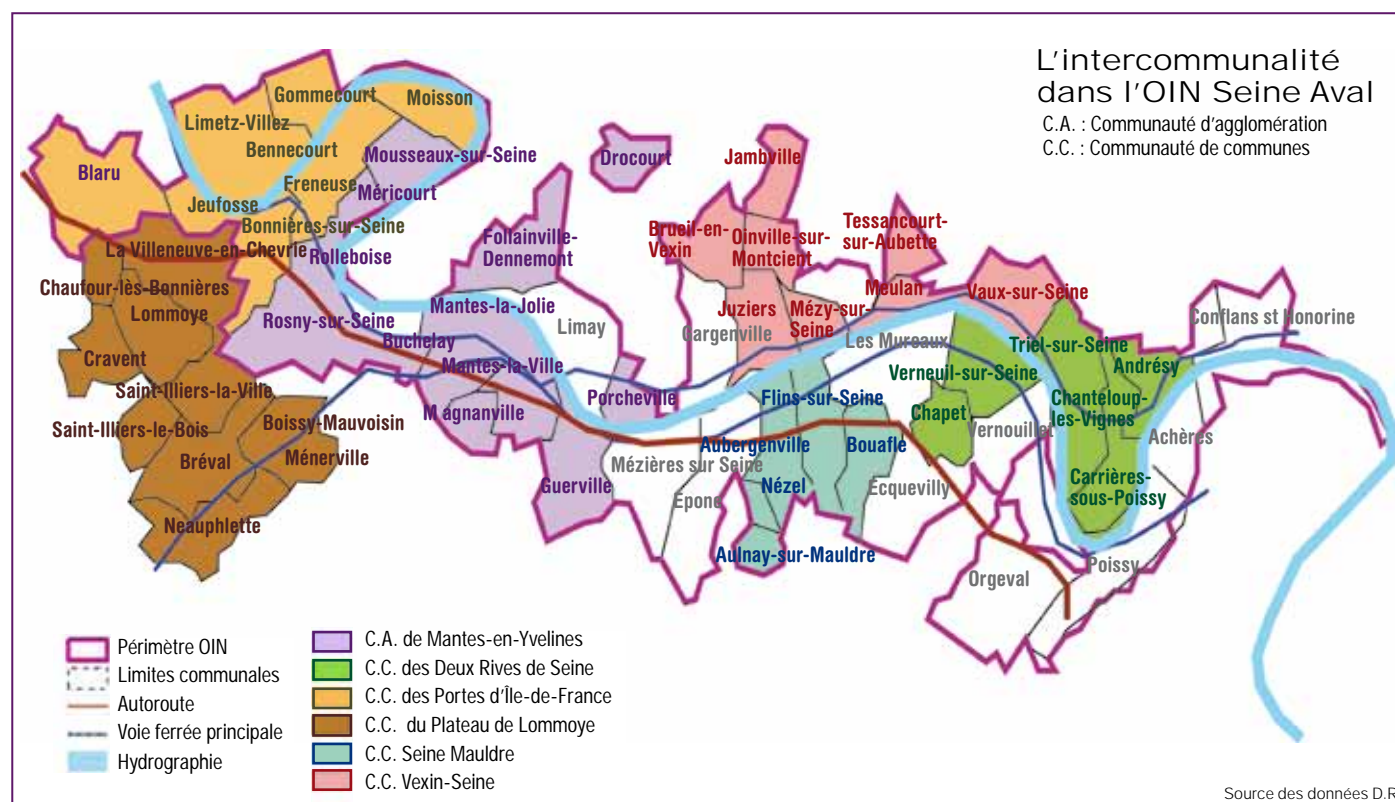 L'intercommunalité
dans l'OIN Seine Aval
C.A. : Communauté d'agglomération
C.C. : Communauté de communes
Gommecourt
Moisson
Limetz-Villez
Bennecourt
Mousseaux-sur-Seine
Drocourt
Jambville
Blaru
Freneuse
Méricourt
Jeufosse
Bonnières-sur-Seine
Follainville-
Dennemont
Brueil-en-
Vexin
Oinville-sur-
Montcient
Tessancourt-
sur-Aubette
La Villeneuve-en-Chevrie
Rolleboise
Chaufour-lès-Bonnières
Lommoye
Mantes-la-Jolie
Juziers
Mézy-sur-
Seine
Meulan
Vaux-sur-Seine
Rosny-sur-Seine
Buchelay
Limay
Gargenville
Les Mureaux
Conflans st Honorine
Triel-sur-Seine
Andrésy
Cravent
Mantes-la-Ville
Verneuil-sur-Seine
Saint-Illiers-la-Ville
Porcheville
Flins-sur-Seine
Chanteloup-
les-Vignes
Magnanville
Chapet
Vernouillet
Saint-Illiers-le-Bois
Boissy-Mauvoisin
Aubergenville
Bouafle
Achères
Bréval
Ménerville
Mézières sur Seine
Guerville
Nézel
Ecquevilly
Carrières-
sous-Poissy
Epone
Neauphlette
Aulnay-sur-Mauldre
Orgeval
Poissy
Périmètre OIN
Limites communales
Autoroute
Voie ferrée principale
Hydrographie
C.A. de Mantes-en-Yvelines
C.C. des Deux Rives de Seine
C.C. des Portes d'Île-de-France
C.C. du Plateau de Lommoye
C.C. Seine Mauldre
C.C. Vexin-Seine
Source des données D.R